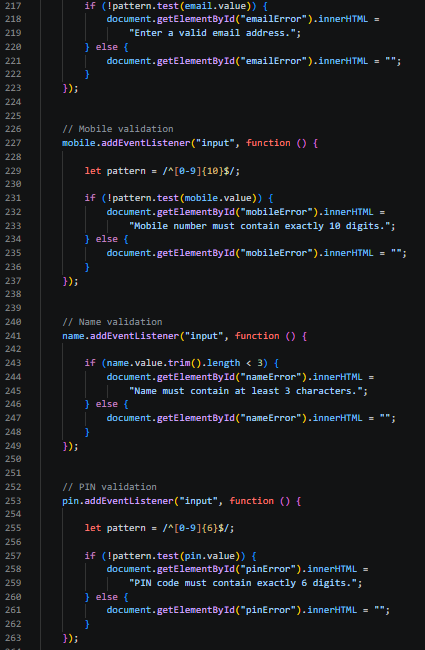 217 if (!pattern.test(email.value)) {
218 document.getElementById("emailError").innerHTML =
219 "Enter a valid email address.";
220 } else {
221 document.getElementById("emailError").innerHTML = "";
222 }
223 });
224
225
226 // Mobile validation
227 mobile.addEventListener("input", function () {
228
229 let pattern = /^[0-9]{10}$/;
230
231 if (!pattern.test(mobile.value)) {
232 document.getElementById("mobileError").innerHTML =
233 "Mobile number must contain exactly 10 digits.";
234 } else {
235 document.getElementById("mobileError").innerHTML = "";
236 }
237 });
238
239
240 // Name validation
241 name.addEventListener("input", function () {
242
243 if (name.value.trim().length < 3) {
244 document.getElementById("nameError").innerHTML =
245 "Name must contain at least 3 characters.";
246 } else {
247 document.getElementById("nameError").innerHTML = "";
248 }
249 });
250
251
252 // PIN validation
253 pin.addEventListener("input", function () {
254
255 let pattern = /^[0-9]{6}$/;
256
257 if (!pattern.test(pin.value)) {
258 document.getElementById("pinError").innerHTML =
259 "PIN code must contain exactly 6 digits.";
260 } else {
261 document.getElementById("pinError").innerHTML = "";
262 }
263 });